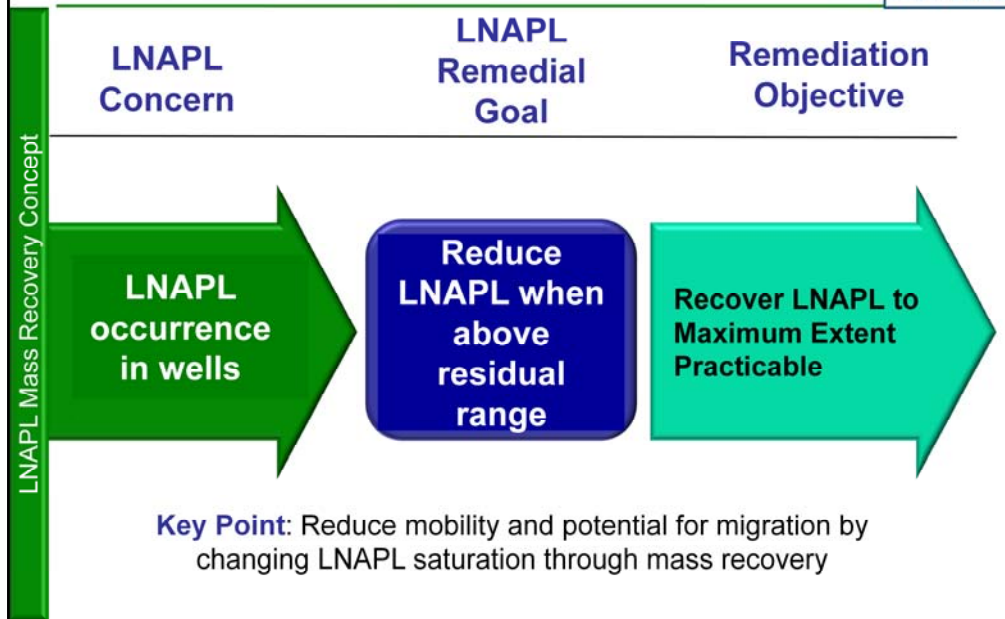 LNAPL Mass Recovery Concept
LNAPL
Concern
LNAPL
Remedial
Goal
Remediation
Objective
LNAPL
occurrence
in wells
Reduce
LNAPL when
above
residual
range
Recover LNAPL to
Maximum Extent
Practicable
Key Point: Reduce mobility and potential for migration by
changing LNAPL saturation through mass recovery